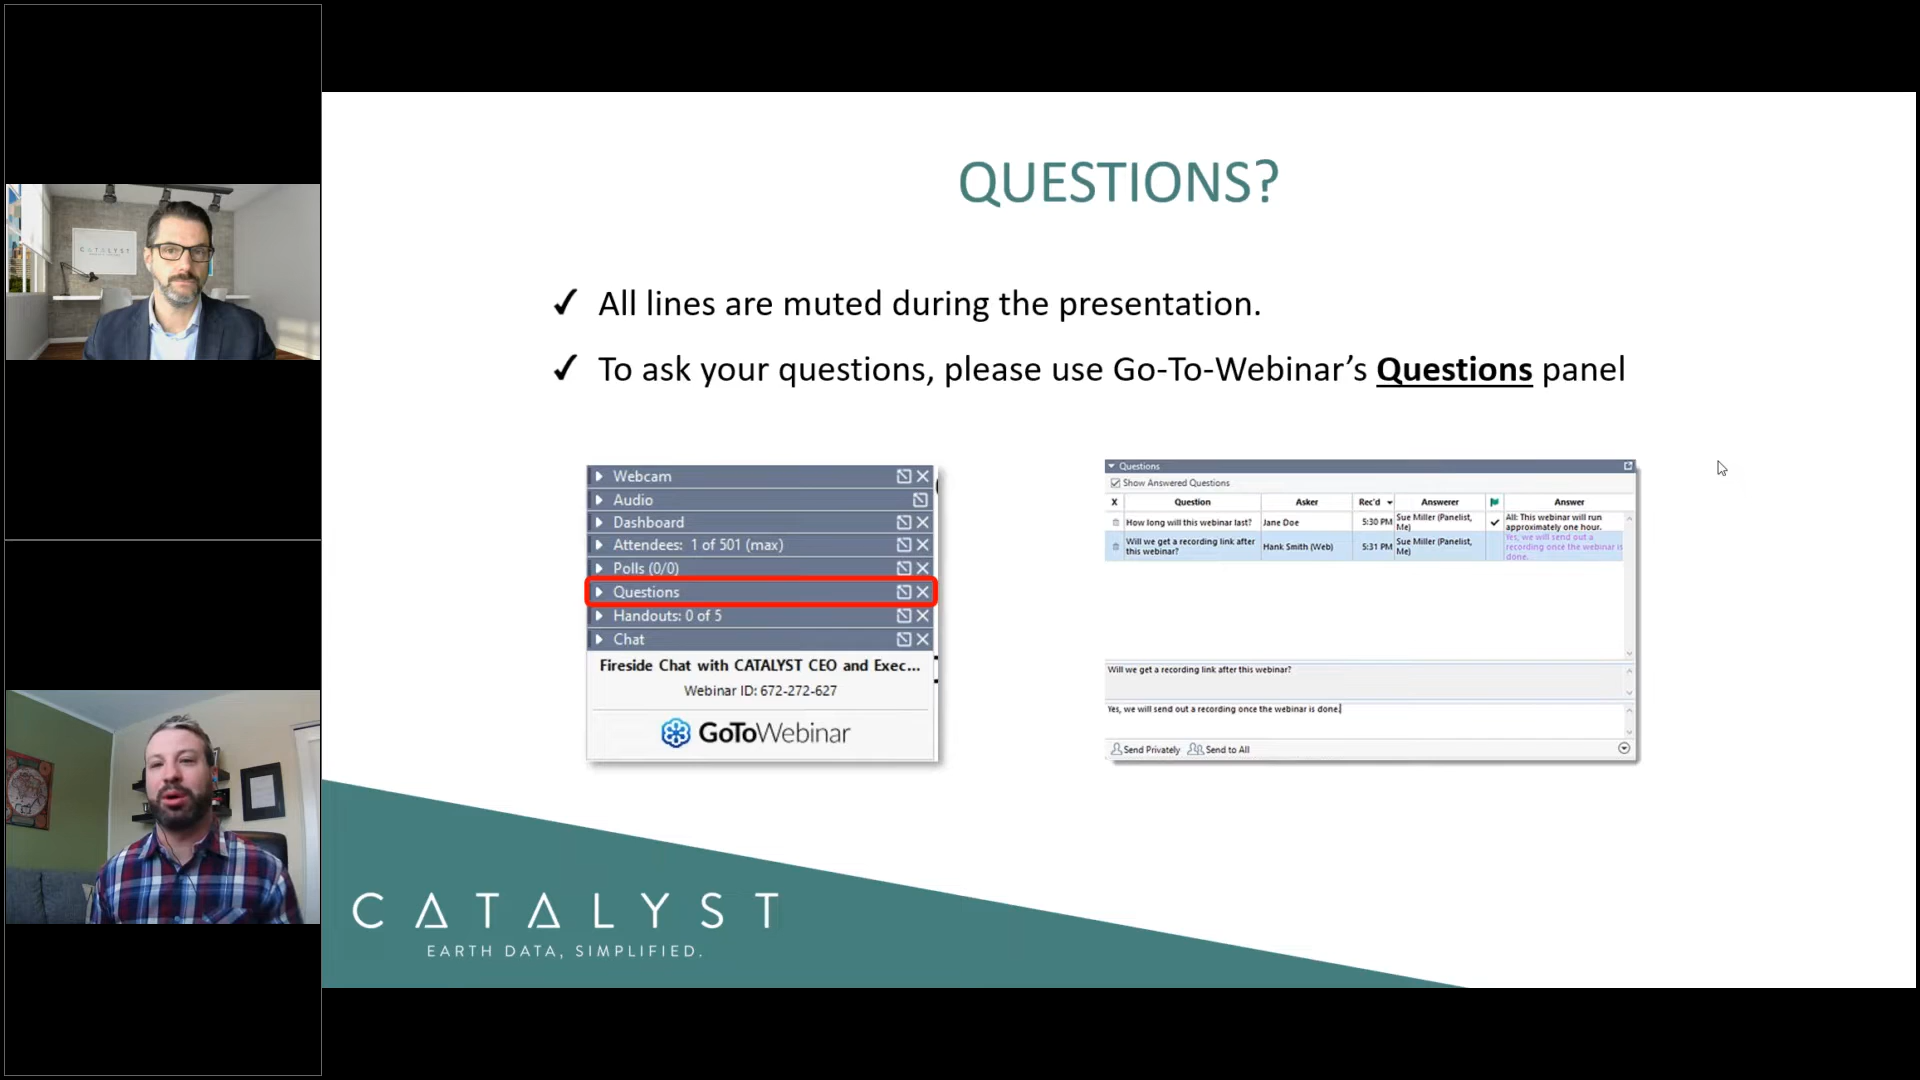 QUESTIONS?
✓ All lines are muted during the presentation.
✓ To ask your questions, please use Go-To-Webinar’s Questions panel
Webcam
Audio
Dashboard
Attendees: 1 of 501 (max)
Polls (0/0)
Questions
Handouts: 0 of 5
Chat
Fireside Chat with CATALYST CEO and Exec...
Webinar ID: 672-272-627
GoToWebinar
Questions
Show Answered Questions
X Question Asker Rec'd Answerer Answer
How long will this webinar last? Jane Doe 5:30 PM Sue Miller (Panelist, Me) All: This webinar will run approximately one hour.
Will we get a recording link after this webinar? Hank Smith (Web) 5:31 PM Sue Miller (Panelist, Me) Yes, we will send out a recording once the webinar is done.
Will we get a recording link after this webinar?
Yes, we will send out a recording once the webinar is done.
Send Privately Send to All
CATALYST
EARTH DATA, SIMPLIFIED.
CATALYST